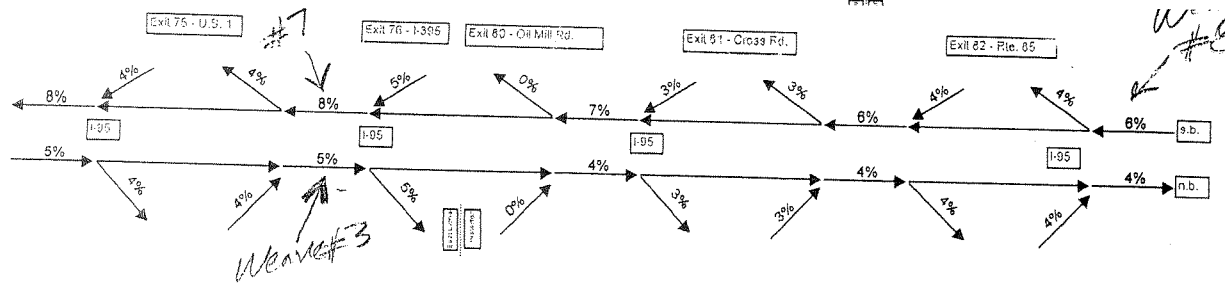 Exit 75 - U.S. 1
#7
Exit 76 - I-395
Exit 80 - Oil Mill Rd.
Exit 81 - Cross Rd.
Exit 82 - Rte. 85
4%
4%
5%
0%
3%
3%
4%
4%
8%
8%
7%
6%
6%
s.b.
I-95
I-95
I-95
I-95
5%
5%
4%
4%
4%
n.b.
4%
4%
5%
0%
3%
3%
4%
4%
Weave #3